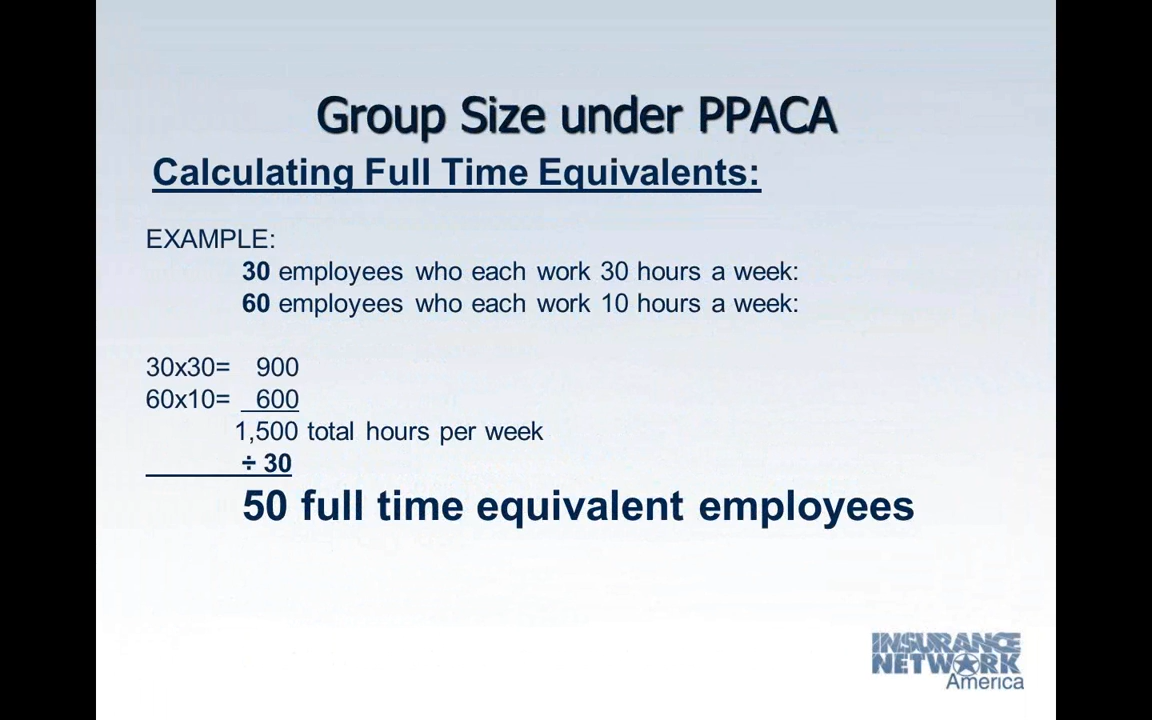 Group Size under PPACA
Calculating Full Time Equivalents:
EXAMPLE:
30 employees who each work 30 hours a week:
60 employees who each work 10 hours a week:
30x30= 900
60x10= 600
1,500 total hours per week
÷ 30
50 full time equivalent employees
INSURANCE
NETWORK
America